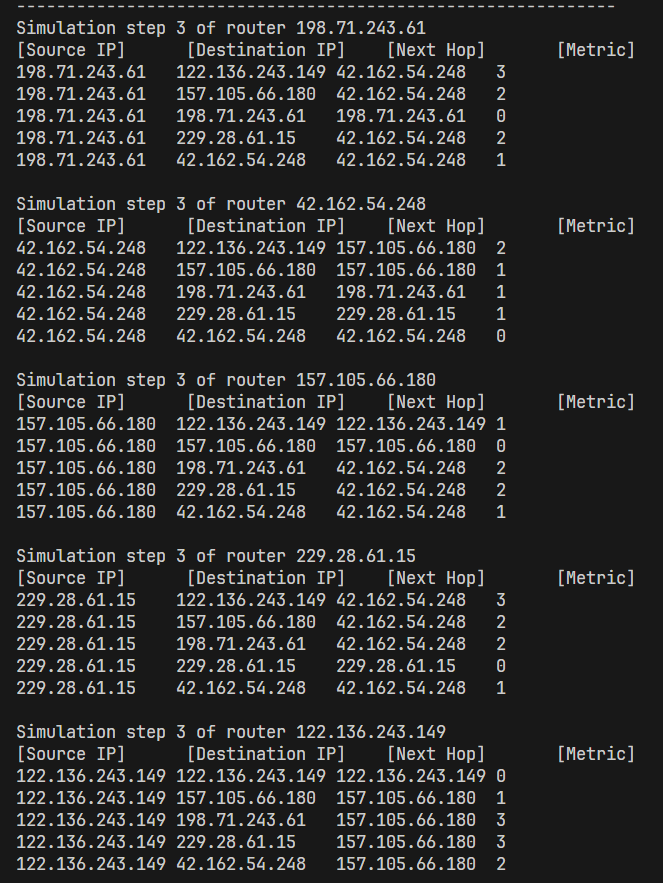 ------------------------------------------------------------
Simulation step 3 of router 198.71.243.61
[Source IP]      [Destination IP]    [Next Hop]       [Metric]
198.71.243.61   122.136.243.149 42.162.54.248   3
198.71.243.61   157.105.66.180  42.162.54.248   2
198.71.243.61   198.71.243.61   198.71.243.61   0
198.71.243.61   229.28.61.15    42.162.54.248   2
198.71.243.61   42.162.54.248   42.162.54.248   1

Simulation step 3 of router 42.162.54.248
[Source IP]      [Destination IP]    [Next Hop]       [Metric]
42.162.54.248   122.136.243.149 157.105.66.180  2
42.162.54.248   157.105.66.180  157.105.66.180  1
42.162.54.248   198.71.243.61   198.71.243.61   1
42.162.54.248   229.28.61.15    229.28.61.15    1
42.162.54.248   42.162.54.248   42.162.54.248   0

Simulation step 3 of router 157.105.66.180
[Source IP]      [Destination IP]    [Next Hop]       [Metric]
157.105.66.180  122.136.243.149 122.136.243.149 1
157.105.66.180  157.105.66.180  157.105.66.180  0
157.105.66.180  198.71.243.61   42.162.54.248   2
157.105.66.180  229.28.61.15    42.162.54.248   2
157.105.66.180  42.162.54.248   42.162.54.248   1

Simulation step 3 of router 229.28.61.15
[Source IP]      [Destination IP]    [Next Hop]       [Metric]
229.28.61.15    122.136.243.149 42.162.54.248   3
229.28.61.15    157.105.66.180  42.162.54.248   2
229.28.61.15    198.71.243.61   42.162.54.248   2
229.28.61.15    229.28.61.15    229.28.61.15    0
229.28.61.15    42.162.54.248   42.162.54.248   1

Simulation step 3 of router 122.136.243.149
[Source IP]      [Destination IP]    [Next Hop]       [Metric]
122.136.243.149 122.136.243.149 122.136.243.149 0
122.136.243.149 157.105.66.180  157.105.66.180  1
122.136.243.149 198.71.243.61   157.105.66.180  3
122.136.243.149 229.28.61.15    157.105.66.180  3
122.136.243.149 42.162.54.248   157.105.66.180  2